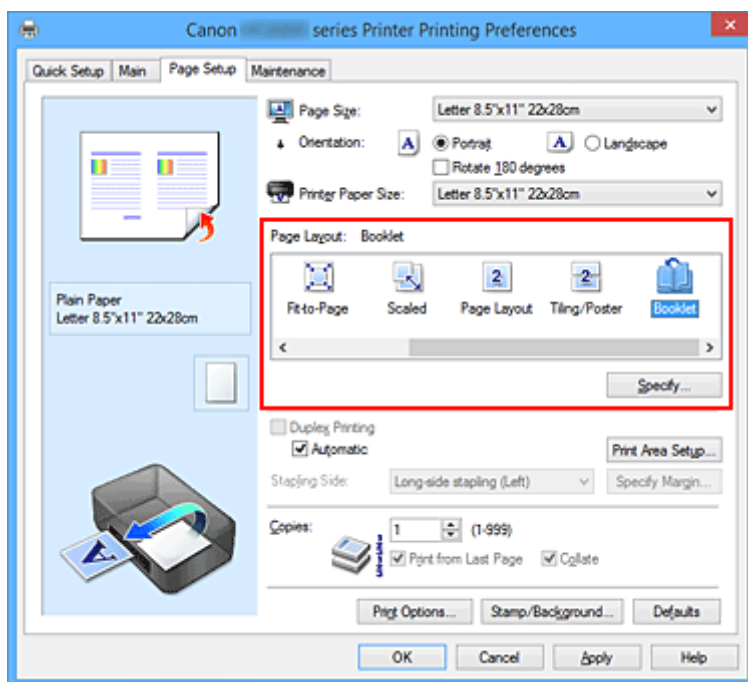 Canon series Printer Printing Preferences
Quick Setup Main Page Setup Maintenance
Page Size: Letter 8.5"x11" 22x28cm
Orientation: A Portrait A Landscape
Rotate 180 degrees
Printer Paper Size: Letter 8.5"x11" 22x28cm
Page Layout: Booklet
Fit-to-Page Scaled Page Layout Tiling/Poster Booklet
Specify...
Plain Paper
Letter 8.5"x11" 22x28cm
Duplex Printing
Automatic
Print Area Setup...
Stapling Side: Long-side stapling (Left) Specify Margin...
Copies: 1 (1-999)
Print from Last Page Collate
Print Options... Stamp/Background... Defaults
OK Cancel Apply Help